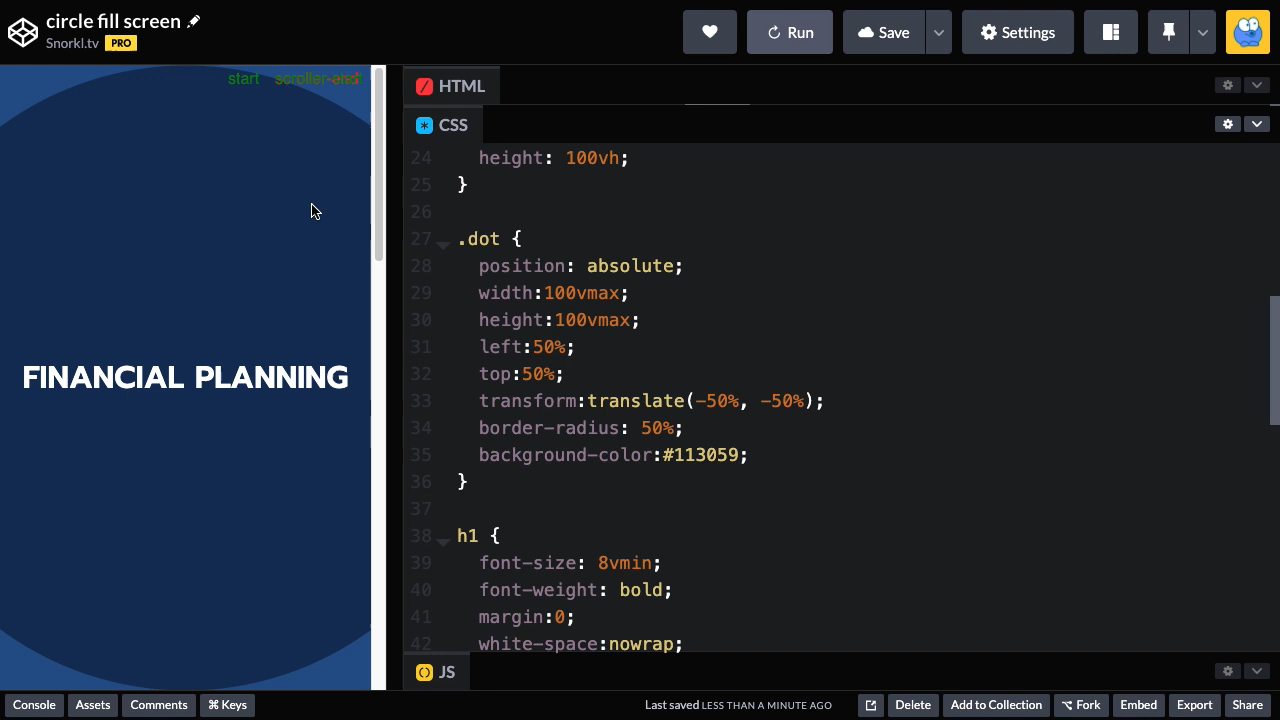 circle fill screen
Snorkl.tv PRO
Run
Save
Settings
start scroller-end
FINANCIAL PLANNING
HTML
CSS
24 height: 100vh;
25 }
26
27 .dot {
28 position: absolute;
29 width:100vmax;
30 height:100vmax;
31 left:50%;
32 top:50%;
33 transform:translate(-50%, -50%);
34 border-radius: 50%;
35 background-color:#113059;
36 }
37
38 h1 {
39 font-size: 8vmin;
40 font-weight: bold;
41 margin:0;
42 white-space:nowrap;
JS
Console Assets Comments ⌘ Keys Last saved LESS THAN A MINUTE AGO Delete Add to Collection Fork Embed Export Share